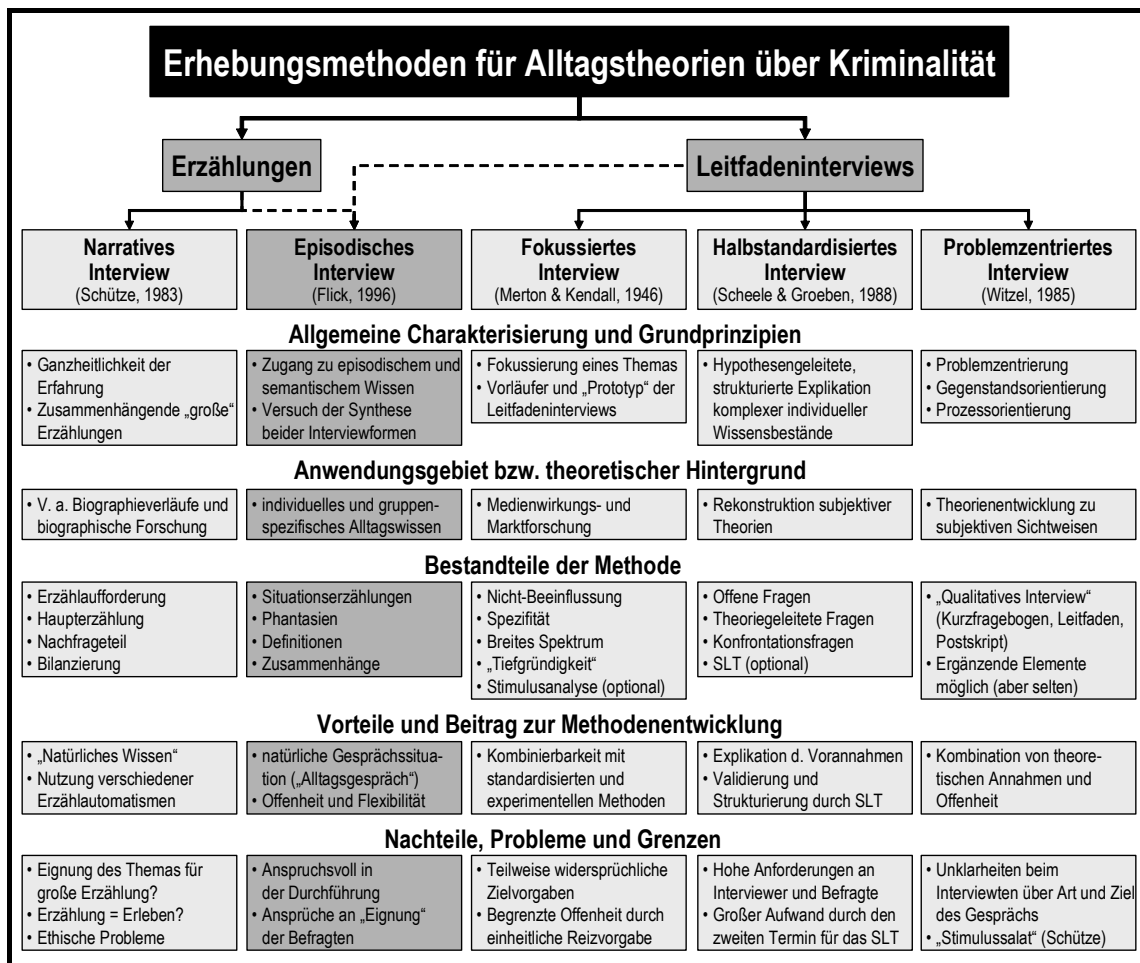 Erhebungsmethoden für Alltagstheorien über Kriminalität
Erzählungen
Leitfadeninterviews
Narratives
Interview
(Schütze, 1983)
Episodisches
Interview
(Flick, 1996)
Fokussiertes
Interview
(Merton & Kendall, 1946)
Halbstandardisiertes
Interview
(Scheele & Groeben, 1988)
Problemzentriertes
Interview
(Witzel, 1985)
Allgemeine Charakterisierung und Grundprinzipien
• Ganzheitlichkeit der
Erfahrung
• Zusammenhängende „große“
Erzählungen
• Zugang zu episodischem und
semantischem Wissen
• Versuch der Synthese
beider Interviewformen
• Fokussierung eines Themas
• Vorläufer und „Prototyp“ der
Leitfadeninterviews
• Hypothesengeleitete,
strukturierte Explikation
komplexer individueller
Wissensbestände
• Problemzentrierung
• Gegenstandsorientierung
• Prozessorientierung
Anwendungsgebiet bzw. theoretischer Hintergrund
• V. a. Biographieverläufe und
biographische Forschung
• individuelles und gruppen-
spezifisches Alltagswissen
• Medienwirkungs- und
Marktforschung
• Rekonstruktion subjektiver
Theorien
• Theorienentwicklung zu
subjektiven Sichtweisen
Bestandteile der Methode
• Erzählaufforderung
• Haupterzählung
• Nachfrageteil
• Bilanzierung
• Situationserzählungen
• Phantasien
• Definitionen
• Zusammenhänge
• Nicht-Beeinflussung
• Spezifität
• Breites Spektrum
• „Tiefgründigkeit“
• Stimulusanalyse (optional)
• Offene Fragen
• Theoriegeleitete Fragen
• Konfrontationsfragen
• SLT (optional)
• „Qualitatives Interview“
(Kurzfragebogen, Leitfaden,
Postskript)
• Ergänzende Elemente
möglich (aber selten)
Vorteile und Beitrag zur Methodenentwicklung
• „Natürliches Wissen“
• Nutzung verschiedener
Erzählautomatismen
• natürliche Gesprächssitua-
tion („Alltagsgespräch“)
• Offenheit und Flexibilität
• Kombinierbarkeit mit
standardisierten und
experimentellen Methoden
• Explikation d. Vorannahmen
• Validierung und
Strukturierung durch SLT
• Kombination von theore-
tischen Annahmen und
Offenheit
Nachteile, Probleme und Grenzen
• Eignung des Themas für
große Erzählung?
• Erzählung = Erleben?
• Ethische Probleme
• Anspruchsvoll in
der Durchführung
• Ansprüche an „Eignung“
der Befragten
• Teilweise widersprüchliche
Zielvorgaben
• Begrenzte Offenheit durch
einheitliche Reizvorgabe
• Hohe Anforderungen an
Interviewer und Befragte
• Großer Aufwand durch den
zweiten Termin für das SLT
• Unklarheiten beim
Interviewten über Art und Ziel
des Gesprächs
• „Stimulussalat“ (Schütze)